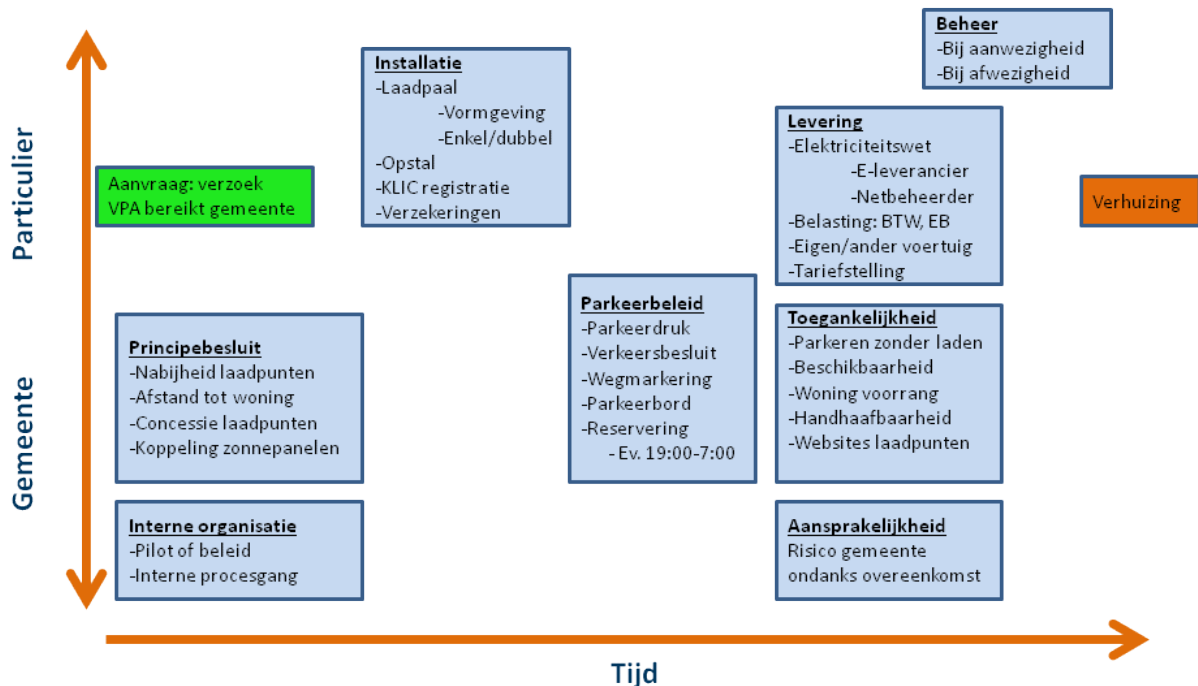 Particulier
Gemeente
Aanvraag: verzoek
VPA bereikt gemeente
Principebesluit
-Nabijheid laadpunten
-Afstand tot woning
-Concessie laadpunten
-Koppeling zonnepanelen
Interne organisatie
-Pilot of beleid
-Interne procesgang
Installatie
-Laadpaal
-Vormgeving
-Enkel/dubbel
-Opstal
-KLIC registratie
-Verzekeringen
Parkeerbeleid
-Parkeerdruk
-Verkeersbesluit
-Wegmarkering
-Parkeerbord
-Reservering
- Ev. 19:00-7:00
Beheer
-Bij aanwezigheid
-Bij afwezigheid
Levering
-Elektriciteitswet
-E-leverancier
-Netbeheerder
-Belasting: BTW, EB
-Eigen/ander voertuig
-Tariefstelling
Toegankelijkheid
-Parkeren zonder laden
-Beschikbaarheid
-Woning voorrang
-Handhaafbaarheid
-Websites laadpunten
Aansprakelijkheid
Risico gemeente
ondanks overeenkomst
Verhuizing
Tijd